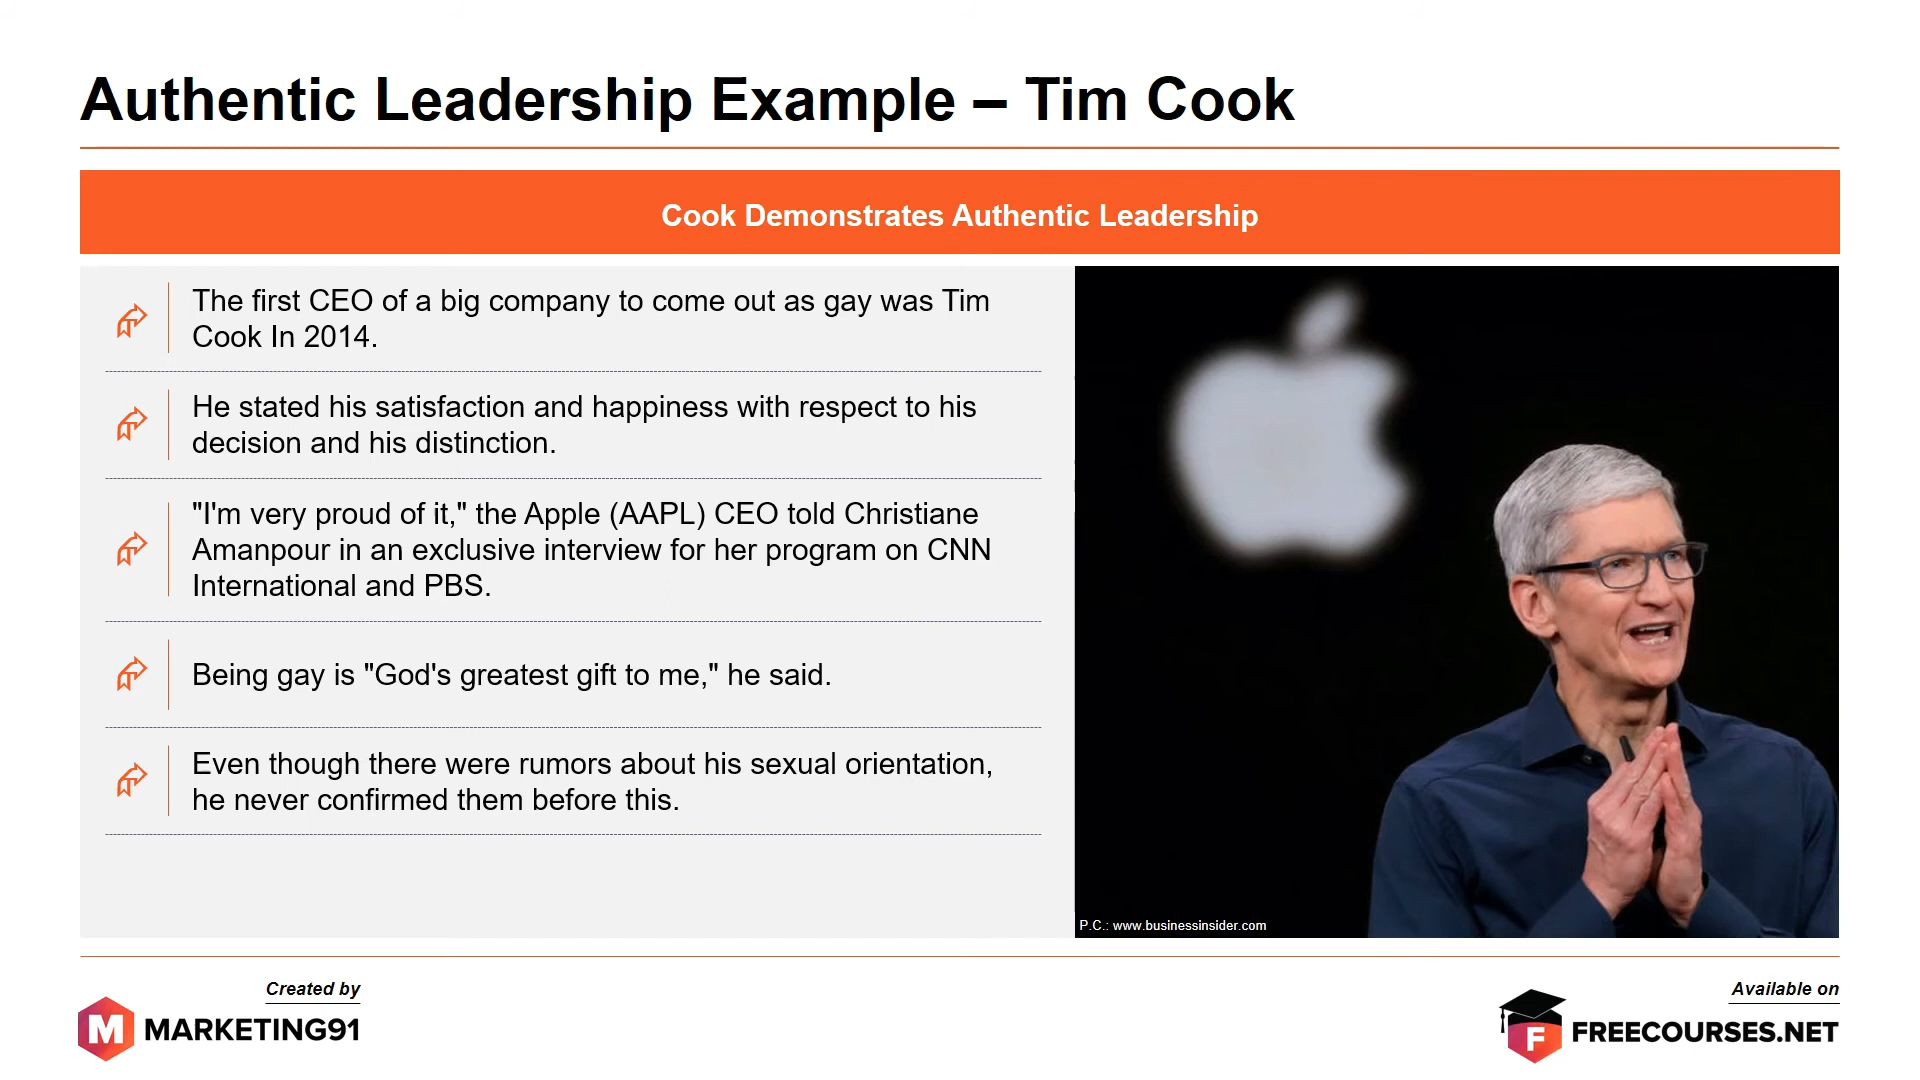 Authentic Leadership Example – Tim Cook
Cook Demonstrates Authentic Leadership
The first CEO of a big company to come out as gay was Tim
Cook In 2014.
He stated his satisfaction and happiness with respect to his
decision and his distinction.
"I'm very proud of it," the Apple (AAPL) CEO told Christiane
Amanpour in an exclusive interview for her program on CNN
International and PBS.
Being gay is "God's greatest gift to me," he said.
Even though there were rumors about his sexual orientation,
he never confirmed them before this.
P.C.: www.businessinsider.com
Created by
M MARKETING91
Available on
F FREECOURSES.NET